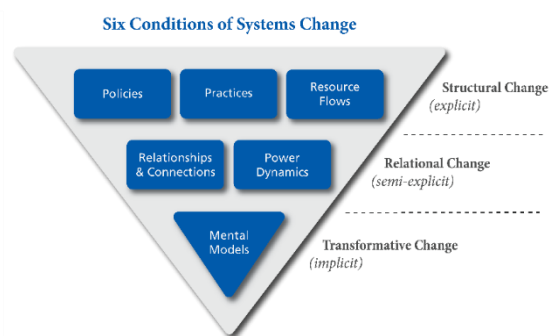 Six Conditions of Systems Change
Policies
Practices
Resource
Flows
Structural Change
(explicit)
Relationships
& Connections
Power
Dynamics
Relational Change
(semi-explicit)
Mental
Models
Transformative Change
(implicit)